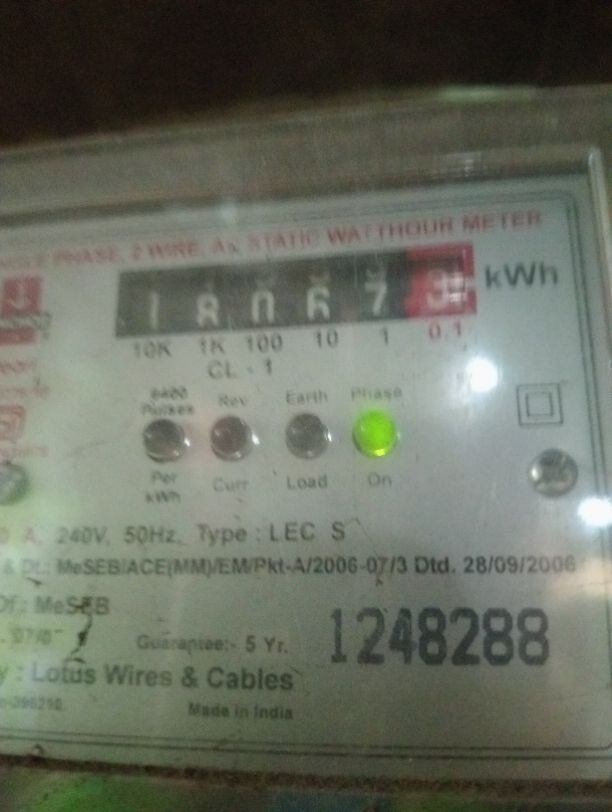 PHASE, 2 WIRE, AC STATIC WATTHOUR METER
1 8 0 6 7 3 kWh
10K 1K 100 10 1 0.1
CL - 1
6400 Pulses Rev Earth Phase
Per kWh Curr Load On
A, 240V, 50Hz, Type : LEC S
& DL: MeSEB/ACE(MM)/EM/Pkt-A/2006-07/3 Dtd. 28/09/2006
Of : MeSEB
Guarantee:- 5 Yr. 1248288
y : Lotus Wires & Cables
Made in India